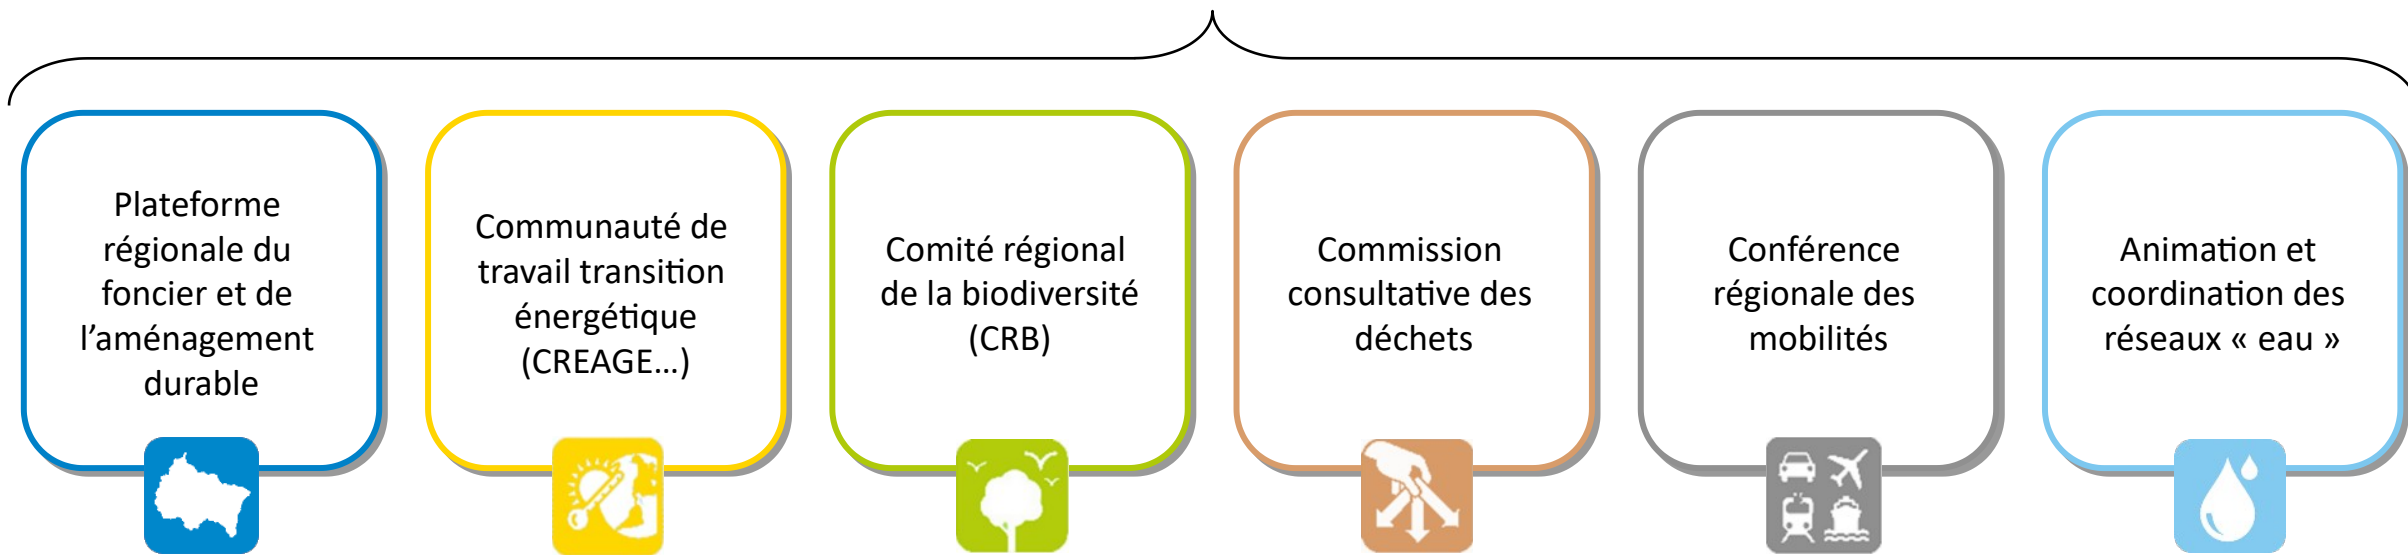 Plateforme
régionale du
foncier et de
l’aménagement
durable
Communauté de
travail transition
énergétique
(CREAGE…)
Comité régional
de la biodiversité
(CRB)
Commission
consultative des
déchets
Conférence
régionale des
mobilités
Animation et
coordination des
réseaux « eau »